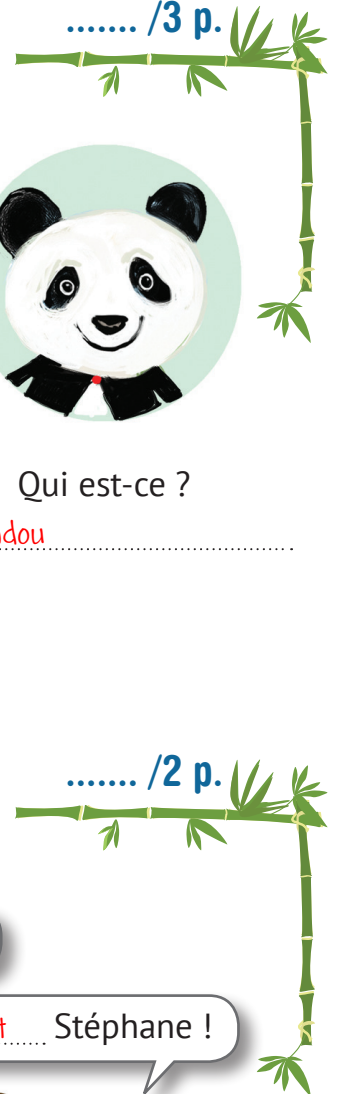 ....... /3 p.
Qui est-ce ?
dou .
....... /2 p.
t ....... Stéphane !